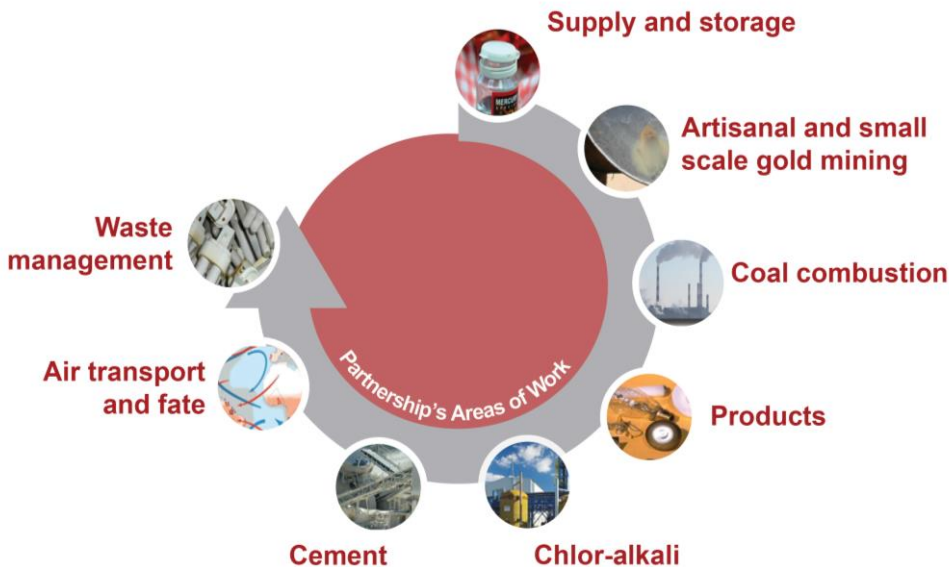 Supply and storage
Artisanal and small
scale gold mining
Coal combustion
Products
Chlor-alkali
Cement
Air transport
and fate
Waste
management
Partnership's Areas of Work
MERCURY